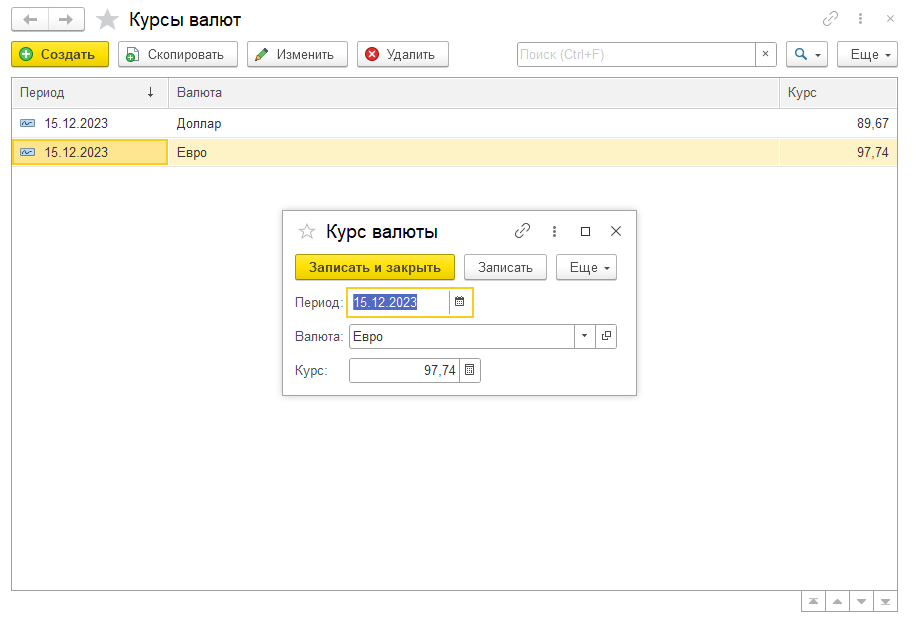 Курсы валют
Создать Скопировать Изменить Удалить Поиск (Ctrl+F) × Еще
Период ↓ Валюта Курс
15.12.2023 Доллар 89,67
15.12.2023 Евро 97,74
Курс валюты
Записать и закрыть Записать Еще
Период: 15.12.2023
Валюта: Евро
Курс: 97,74